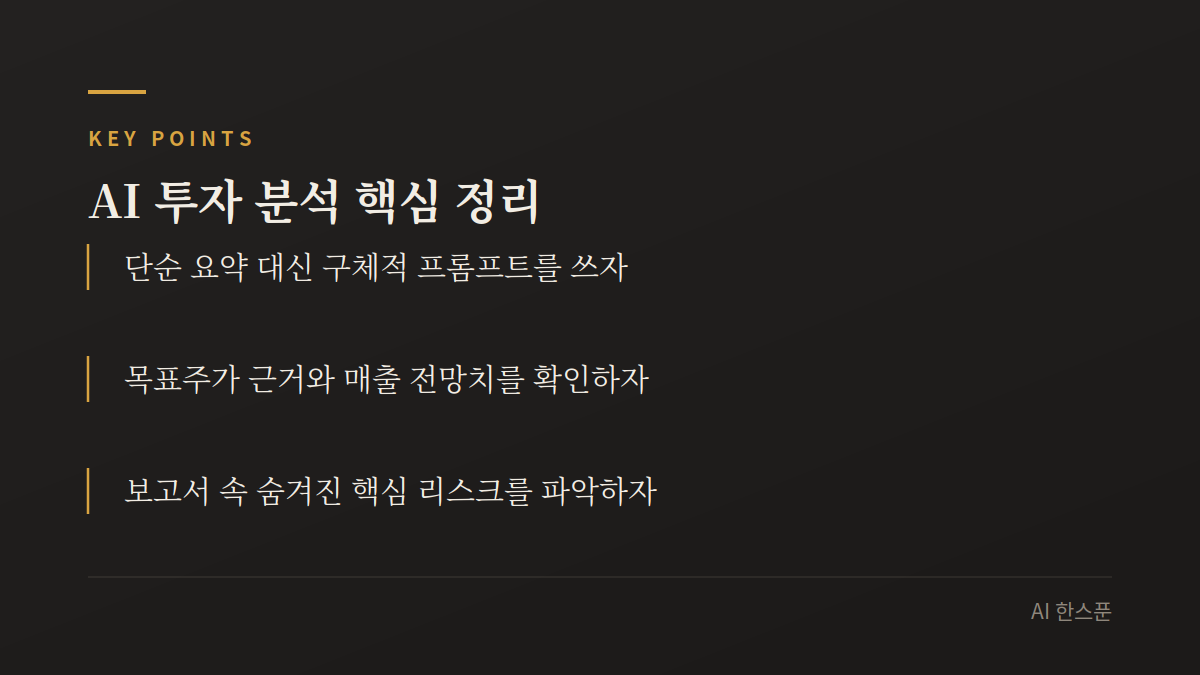 KEY POINTS
AI 투자 분석 핵심 정리
단순 요약 대신 구체적 프롬프트를 쓰자
목표주가 근거와 매출 전망치를 확인하자
보고서 속 숨겨진 핵심 리스크를 파악하자
AI 한스푼